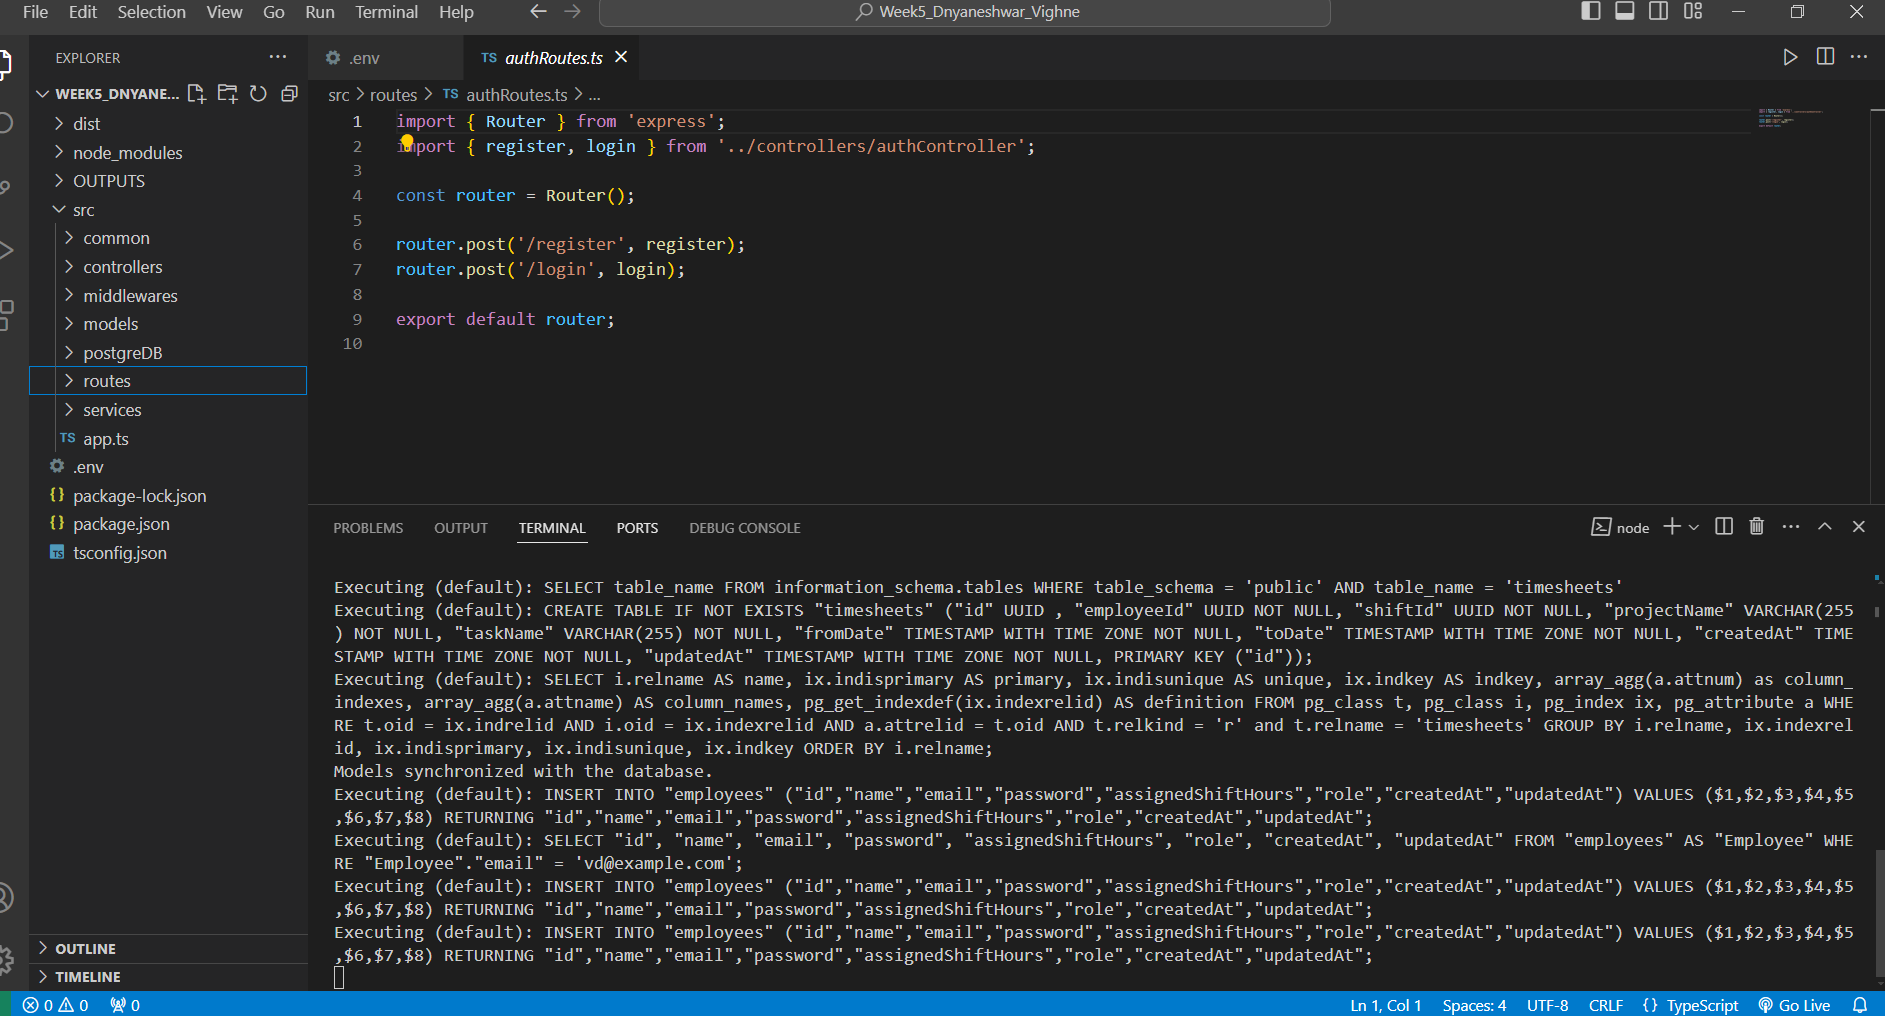 File Edit Selection View Go Run Terminal Help
Week5_Dnyaneshwar_Vighne
EXPLORER
WEEK5_DNYANE...
dist
node_modules
OUTPUTS
src
common
controllers
middlewares
models
postgreDB
routes
services
TS app.ts
.env
{} package-lock.json
{} package.json
TS tsconfig.json
OUTLINE
TIMELINE
.env
TS authRoutes.ts
src > routes > TS authRoutes.ts > ...
1 import { Router } from 'express';
2 import { register, login } from '../controllers/authController';
3
4 const router = Router();
5
6 router.post('/register', register);
7 router.post('/login', login);
8
9 export default router;
10
PROBLEMS OUTPUT TERMINAL PORTS DEBUG CONSOLE
node
Executing (default): SELECT table_name FROM information_schema.tables WHERE table_schema = 'public' AND table_name = 'timesheets'
Executing (default): CREATE TABLE IF NOT EXISTS "timesheets" ("id" UUID , "employeeId" UUID NOT NULL, "shiftId" UUID NOT NULL, "projectName" VARCHAR(255
) NOT NULL, "taskName" VARCHAR(255) NOT NULL, "fromDate" TIMESTAMP WITH TIME ZONE NOT NULL, "toDate" TIMESTAMP WITH TIME ZONE NOT NULL, "createdAt" TIME
STAMP WITH TIME ZONE NOT NULL, "updatedAt" TIMESTAMP WITH TIME ZONE NOT NULL, PRIMARY KEY ("id"));
Executing (default): SELECT i.relname AS name, ix.indisprimary AS primary, ix.indisunique AS unique, ix.indkey AS indkey, array_agg(a.attnum) as column_
indexes, array_agg(a.attname) AS column_names, pg_get_indexdef(ix.indexrelid) AS definition FROM pg_class t, pg_class i, pg_index ix, pg_attribute a WHE
RE t.oid = ix.indrelid AND i.oid = ix.indexrelid AND a.attrelid = t.oid AND t.relkind = 'r' and t.relname = 'timesheets' GROUP BY i.relname, ix.indexrel
id, ix.indisprimary, ix.indisunique, ix.indkey ORDER BY i.relname;
Models synchronized with the database.
Executing (default): INSERT INTO "employees" ("id","name","email","password","assignedShiftHours","role","createdAt","updatedAt") VALUES ($1,$2,$3,$4,$5
,$6,$7,$8) RETURNING "id","name","email","password","assignedShiftHours","role","createdAt","updatedAt";
Executing (default): SELECT "id", "name", "email", "password", "assignedShiftHours", "role", "createdAt", "updatedAt" FROM "employees" AS "Employee" WHE
RE "Employee"."email" = 'vd@example.com';
Executing (default): INSERT INTO "employees" ("id","name","email","password","assignedShiftHours","role","createdAt","updatedAt") VALUES ($1,$2,$3,$4,$5
,$6,$7,$8) RETURNING "id","name","email","password","assignedShiftHours","role","createdAt","updatedAt";
Executing (default): INSERT INTO "employees" ("id","name","email","password","assignedShiftHours","role","createdAt","updatedAt") VALUES ($1,$2,$3,$4,$5
,$6,$7,$8) RETURNING "id","name","email","password","assignedShiftHours","role","createdAt","updatedAt";
0 0 0 Ln 1, Col 1 Spaces: 4 UTF-8 CRLF {} TypeScript Go Live